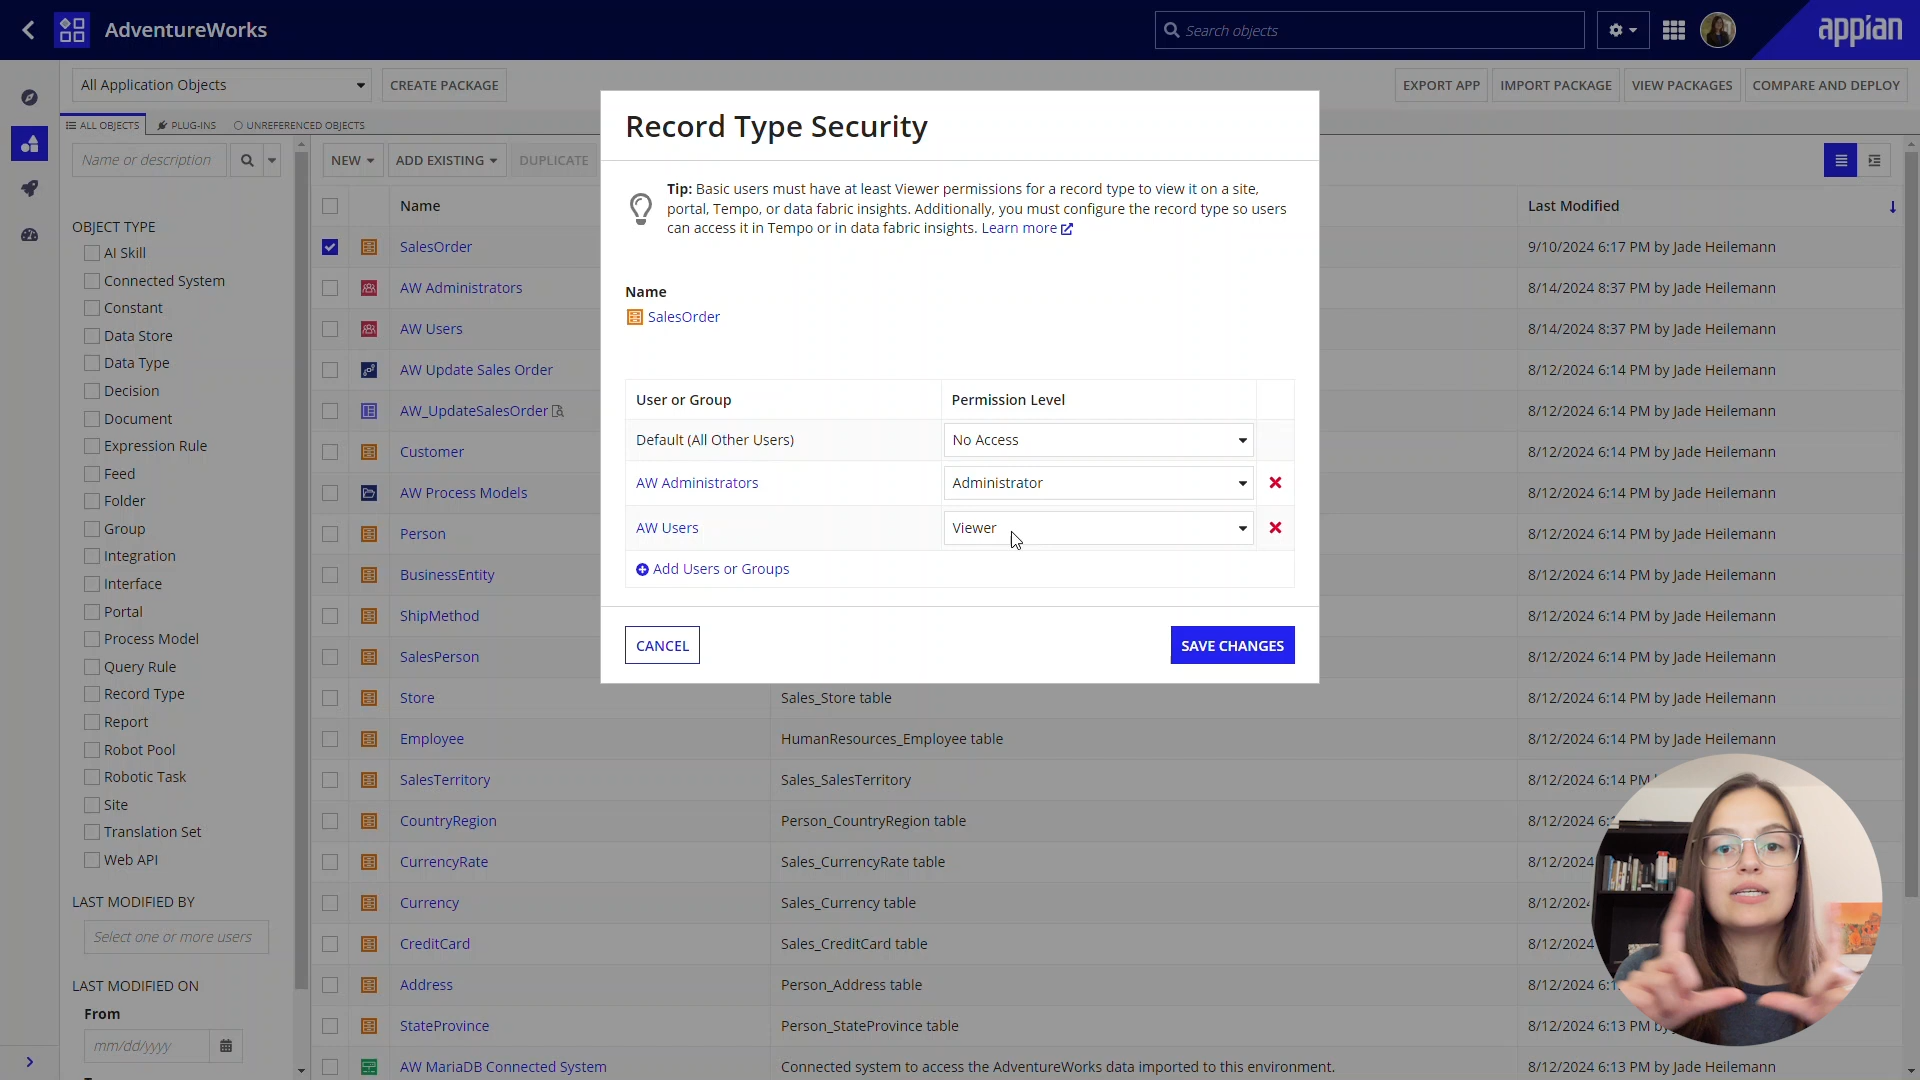 AdventureWorks
Search objects
appian
All Application Objects
CREATE PACKAGE
EXPORT APP
IMPORT PACKAGE
VIEW PACKAGES
COMPARE AND DEPLOY
ALL OBJECTS
PLUG-INS
UNREFERENCED OBJECTS
Name or description
NEW
ADD EXISTING
DUPLICATE
OBJECT TYPE
AI Skill
Connected System
Constant
Data Store
Data Type
Decision
Document
Expression Rule
Feed
Folder
Group
Integration
Interface
Portal
Process Model
Query Rule
Record Type
Report
Robot Pool
Robotic Task
Site
Translation Set
Web API
LAST MODIFIED BY
Select one or more users
LAST MODIFIED ON
From
mm/dd/yyyy
Name
Last Modified
SalesOrder
9/10/2024 6:17 PM by Jade Heilemann
AW Administrators
8/14/2024 8:37 PM by Jade Heilemann
AW Users
8/14/2024 8:37 PM by Jade Heilemann
AW Update Sales Order
8/12/2024 6:14 PM by Jade Heilemann
AW_UpdateSalesOrder
8/12/2024 6:14 PM by Jade Heilemann
Customer
8/12/2024 6:14 PM by Jade Heilemann
AW Process Models
8/12/2024 6:14 PM by Jade Heilemann
Person
8/12/2024 6:14 PM by Jade Heilemann
BusinessEntity
8/12/2024 6:14 PM by Jade Heilemann
ShipMethod
8/12/2024 6:14 PM by Jade Heilemann
SalesPerson
8/12/2024 6:14 PM by Jade Heilemann
Store
Sales_Store table
8/12/2024 6:14 PM by Jade Heilemann
Employee
HumanResources_Employee table
8/12/2024 6:14 PM by Jade Heilemann
SalesTerritory
Sales_SalesTerritory
8/12/2024 6:14 PM
CountryRegion
Person_CountryRegion table
CurrencyRate
Sales_CurrencyRate table
Currency
Sales_Currency table
CreditCard
Sales_CreditCard table
8/12/2024
Address
Person_Address table
StateProvince
Person_StateProvince table
8/12/2024 6:13 PM
AW MariaDB Connected System
Connected system to access the AdventureWorks data imported to this environment.
8/12/2024 6:13 PM by Jade Heilemann
Record Type Security
Tip: Basic users must have at least Viewer permissions for a record type to view it on a site,
portal, Tempo, or data fabric insights. Additionally, you must configure the record type so users
can access it in Tempo or in data fabric insights. Learn more
Name
SalesOrder
User or Group
Permission Level
Default (All Other Users)
No Access
AW Administrators
Administrator
AW Users
Viewer
Add Users or Groups
CANCEL
SAVE CHANGES